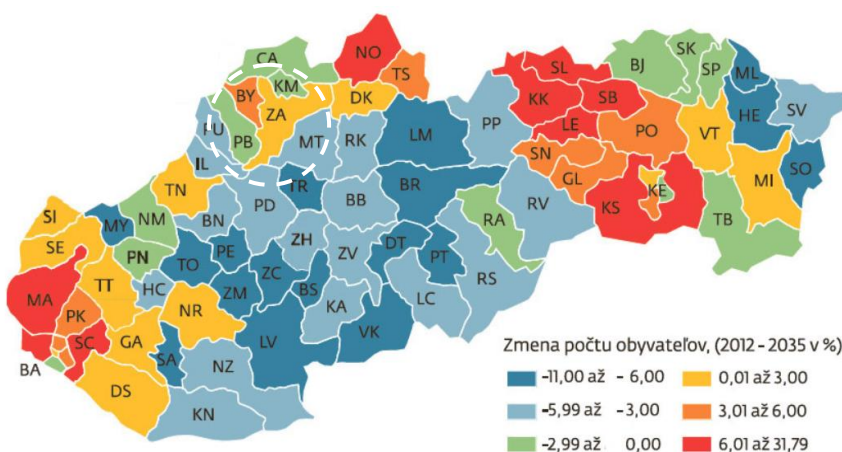 CA
NO
SK
BJ
SL
TS
KM
SP
ML
BY
DK
KK
SB
HE
SV
ZA
PU
LE
PO
VT
LM
PP
PB
MT
RK
SN
IL
GL
KE
MI
SO
TR
BR
TN
KS
PD
BB
RV
TB
SI
MY
NM
BN
RA
SE
PN
PE
ZH
ZV
DT
PT
TO
RS
TT
HC
ZM
ZC
BS
MA
LC
PK
NR
KA
VK
SC
GA
SA
LV
BA
NZ
DS
KN
Zmena počtu obyvateľov, (2012 - 2035 v %)
-11,00 až - 6,00 0,01 až 3,00
-5,99 až - 3,00 3,01 až 6,00
-2,99 až 0,00 6,01 až 31,79